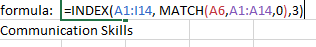 formula: =INDEX(A1:I14, MATCH(A6,A1:A14,0),3)
Communication Skills